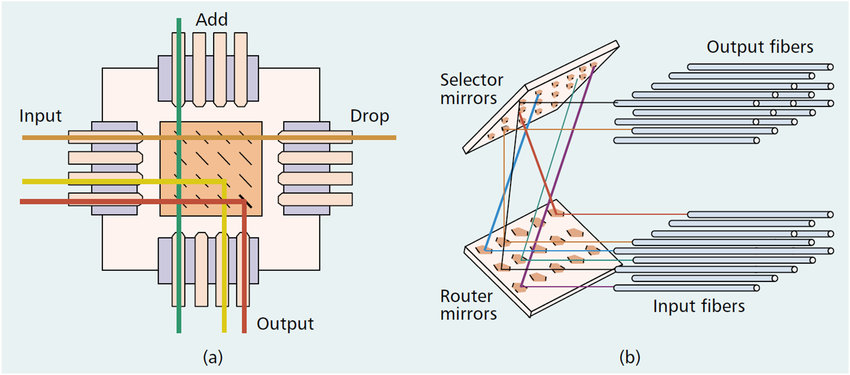 Add
Input
Drop
Output
(a)
Selector
mirrors
Output fibers
Router
mirrors
Input fibers
(b)